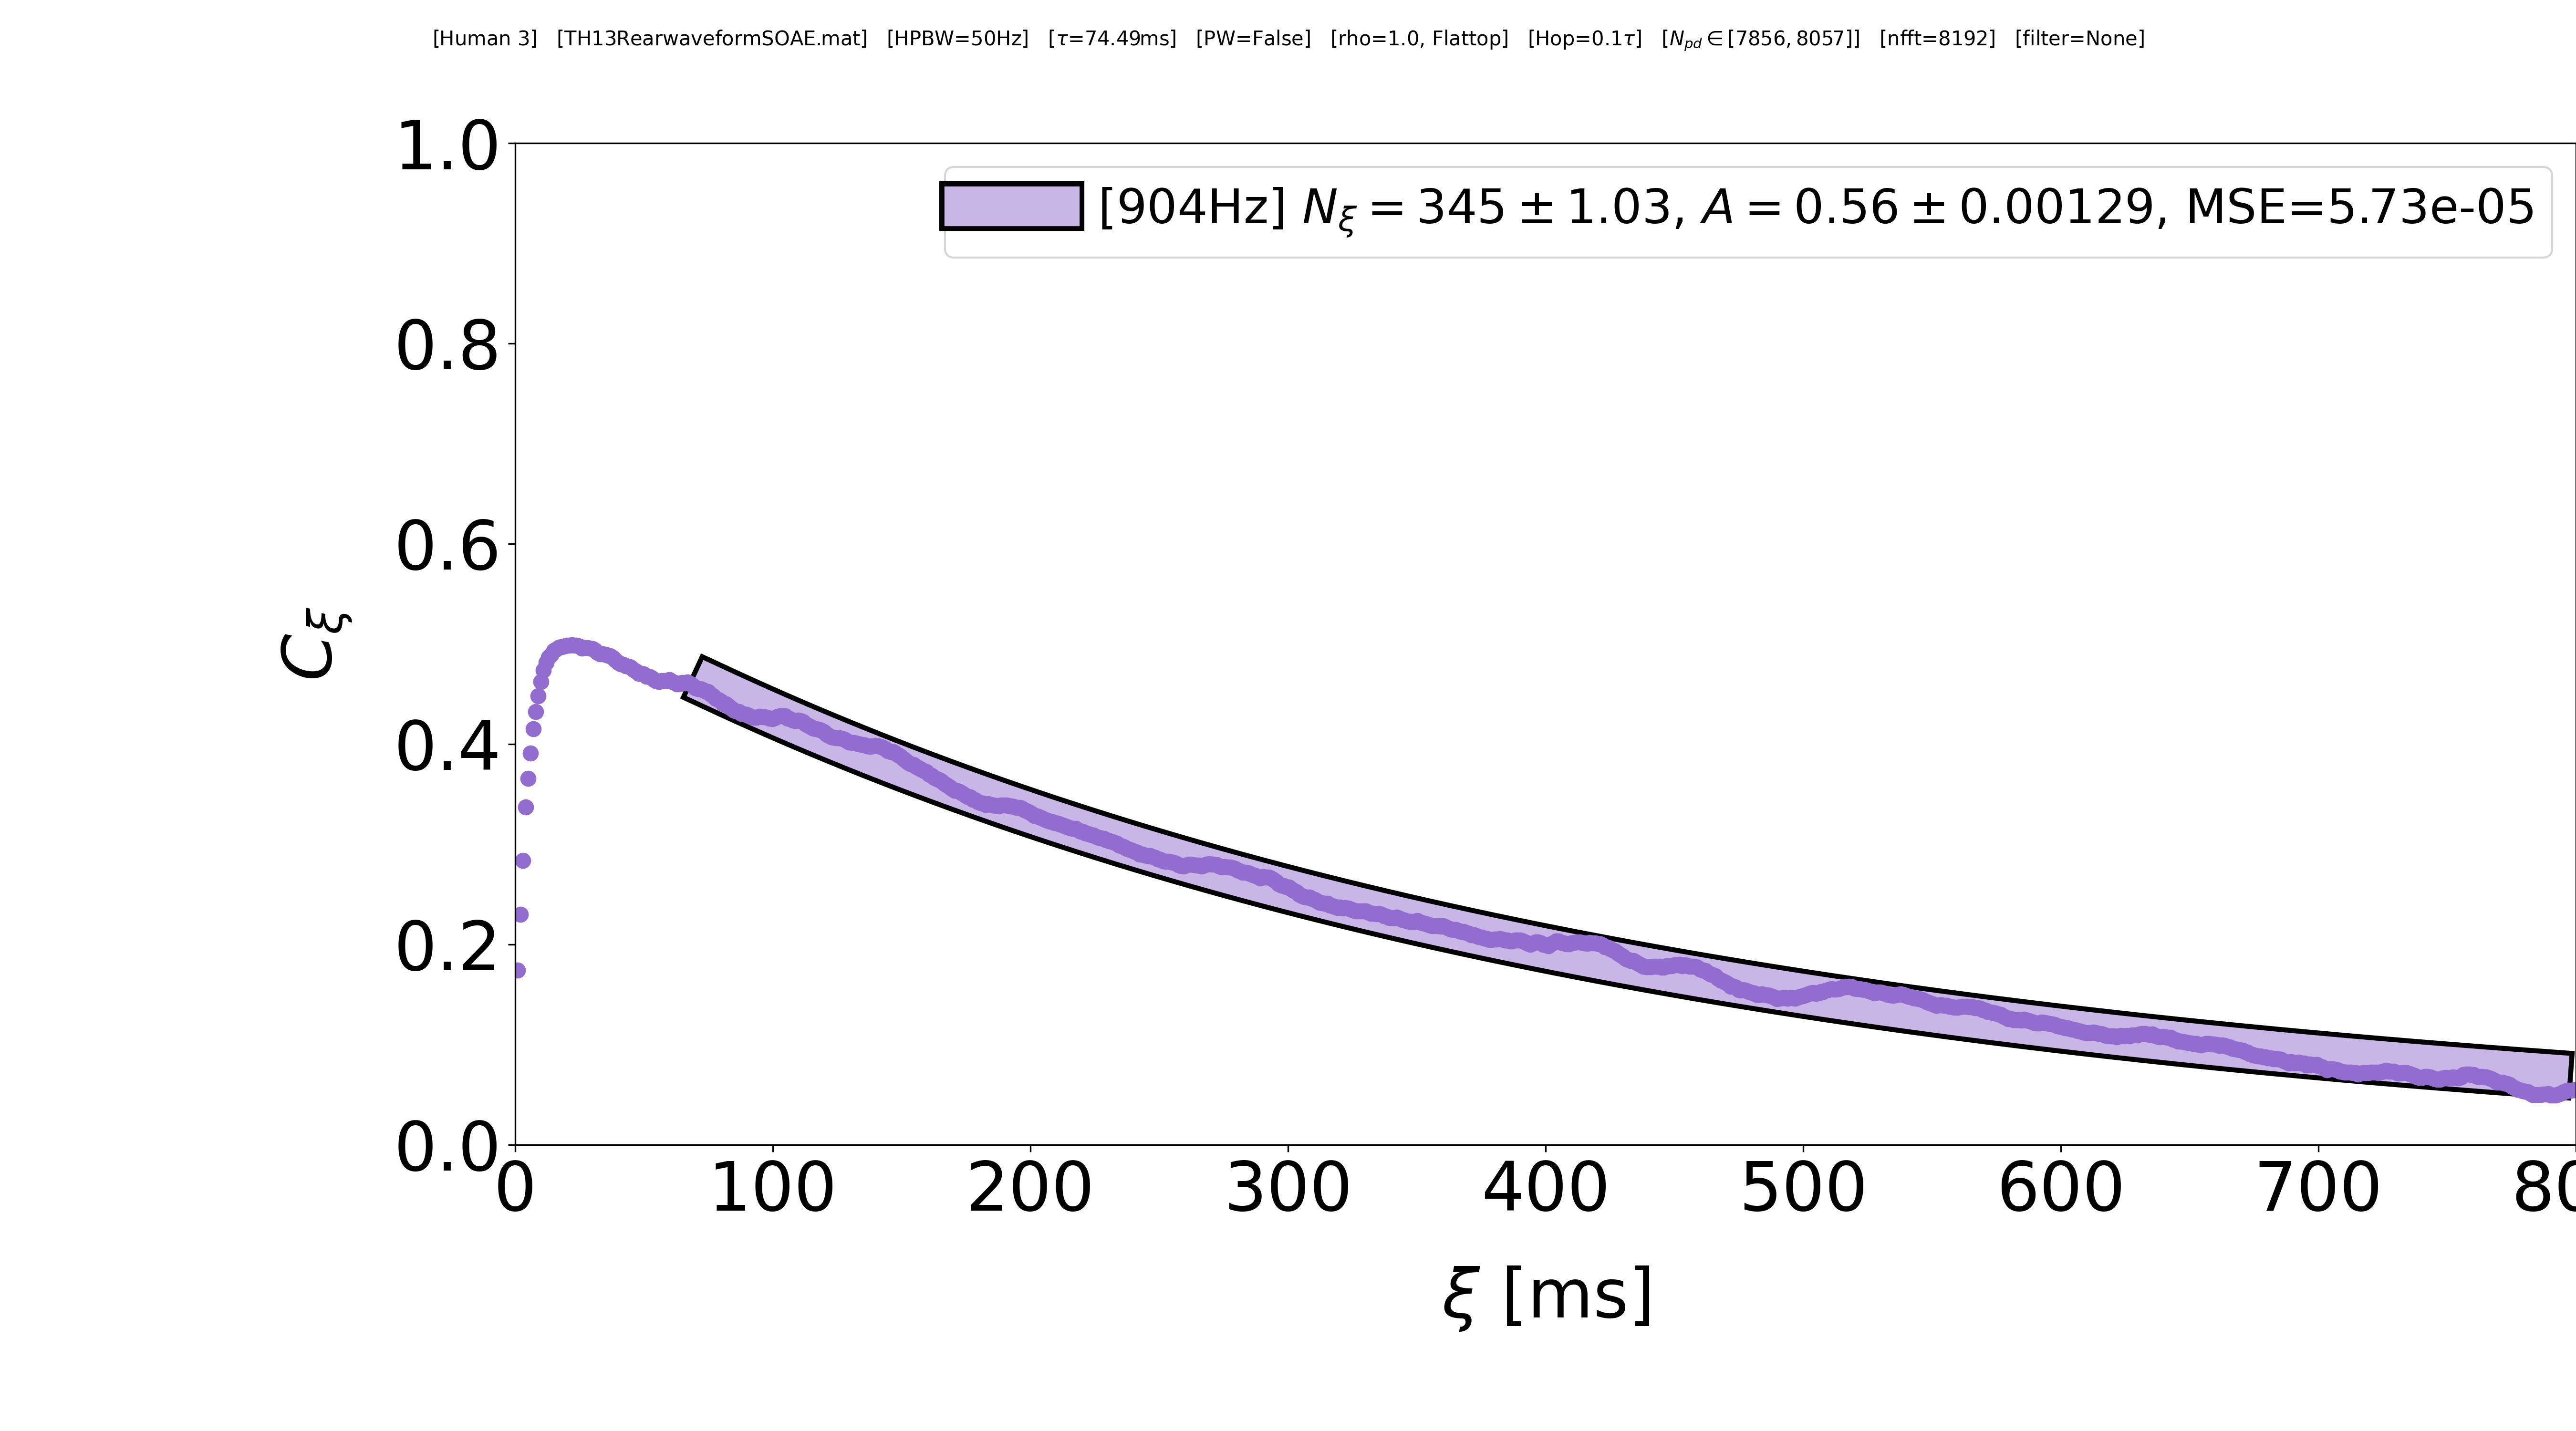 [Human 3] [TH13RearwaveformSOAE.mat] [HPBW=50Hz] [τ=74.49ms] [PW=False] [rho=1.0, Flattop] [Hop=0.1τ] [N_pd ∈ [7856, 8057]] [nfft=8192] [filter=None]
1.0
[904Hz] N_ξ = 345 ± 1.03, A = 0.56 ± 0.00129, MSE=5.73e-05
0.8
0.6
C_ξ
0.4
0.2
0.0
0 100 200 300 400 500 600 700 80
ξ [ms]